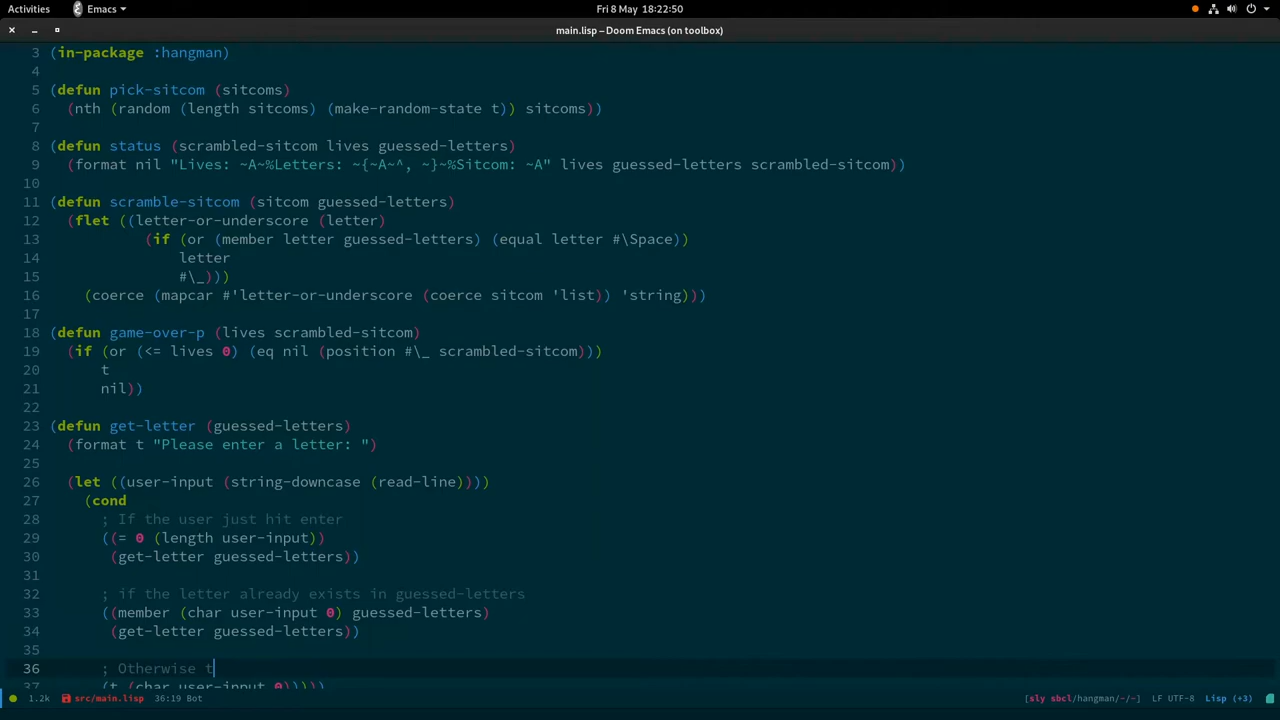 Activities Emacs Fri 8 May 18:22:50
main.lisp – Doom Emacs (on toolbox)
3 (in-package :hangman)
4
5 (defun pick-sitcom (sitcoms)
6 (nth (random (length sitcoms) (make-random-state t)) sitcoms))
7
8 (defun status (scrambled-sitcom lives guessed-letters)
9 (format nil "Lives: ~A~%Letters: ~{~A~^, ~}~%Sitcom: ~A" lives guessed-letters scrambled-sitcom))
10
11 (defun scramble-sitcom (sitcom guessed-letters)
12 (flet ((letter-or-underscore (letter)
13 (if (or (member letter guessed-letters) (equal letter #\Space))
14 letter
15 #\_)))
16 (coerce (mapcar #'letter-or-underscore (coerce sitcom 'list)) 'string)))
17
18 (defun game-over-p (lives scrambled-sitcom)
19 (if (or (<= lives 0) (eq nil (position #\_ scrambled-sitcom)))
20 t
21 nil))
22
23 (defun get-letter (guessed-letters)
24 (format t "Please enter a letter: ")
25
26 (let ((user-input (string-downcase (read-line))))
27 (cond
28 ; If the user just hit enter
29 ((= 0 (length user-input))
30 (get-letter guessed-letters))
31
32 ; if the letter already exists in guessed-letters
33 ((member (char user-input 0) guessed-letters)
34 (get-letter guessed-letters))
35
36 ; Otherwise t
37 (t (char user-input 0)))))
1.2k src/main.lisp 36:19 Bot [sly sbcl/hangman/-/-] LF UTF-8 Lisp (+3)